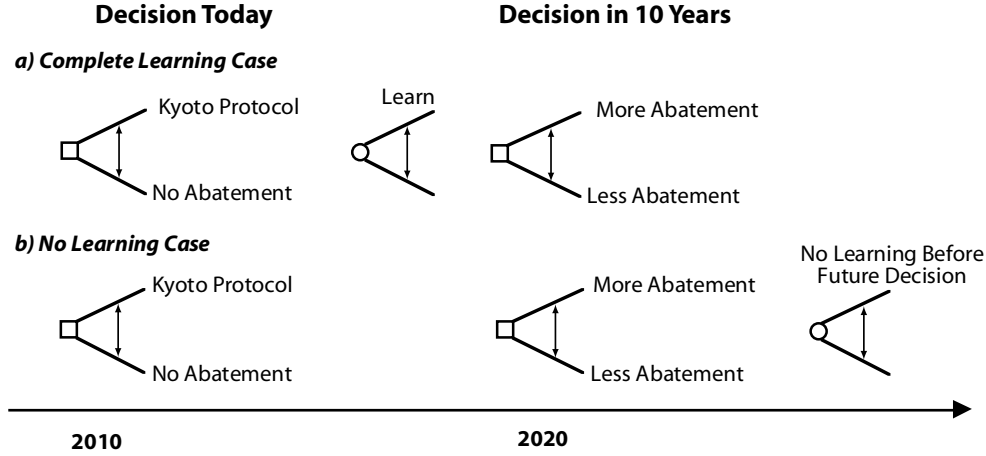 Decision Today
Decision in 10 Years
a) Complete Learning Case
Kyoto Protocol
No Abatement
Learn
More Abatement
Less Abatement
b) No Learning Case
Kyoto Protocol
No Abatement
More Abatement
Less Abatement
No Learning Before
Future Decision
2010
2020